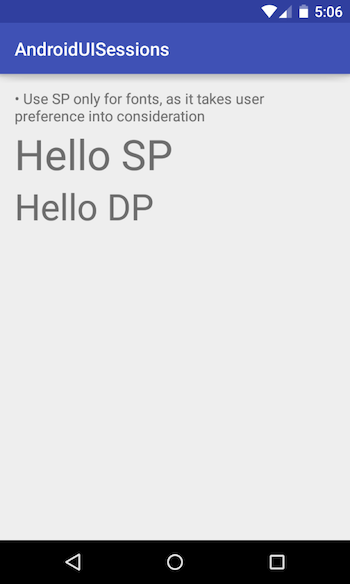 5:06
AndroidUISessions
• Use SP only for fonts, as it takes user
preference into consideration
Hello SP
Hello DP